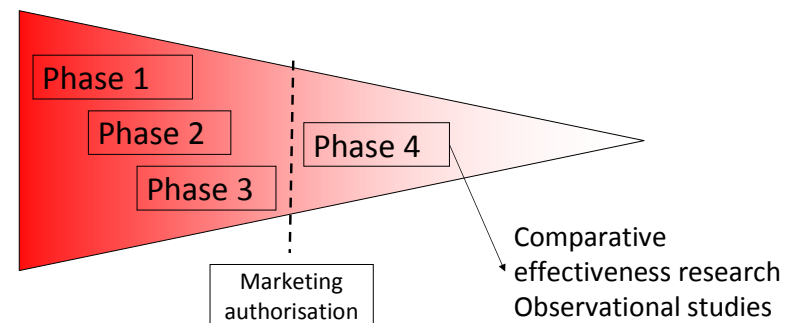 Phase 1
Phase 2
Phase 3
Phase 4
Marketing
authorisation
Comparative
effectiveness research
Observational studies